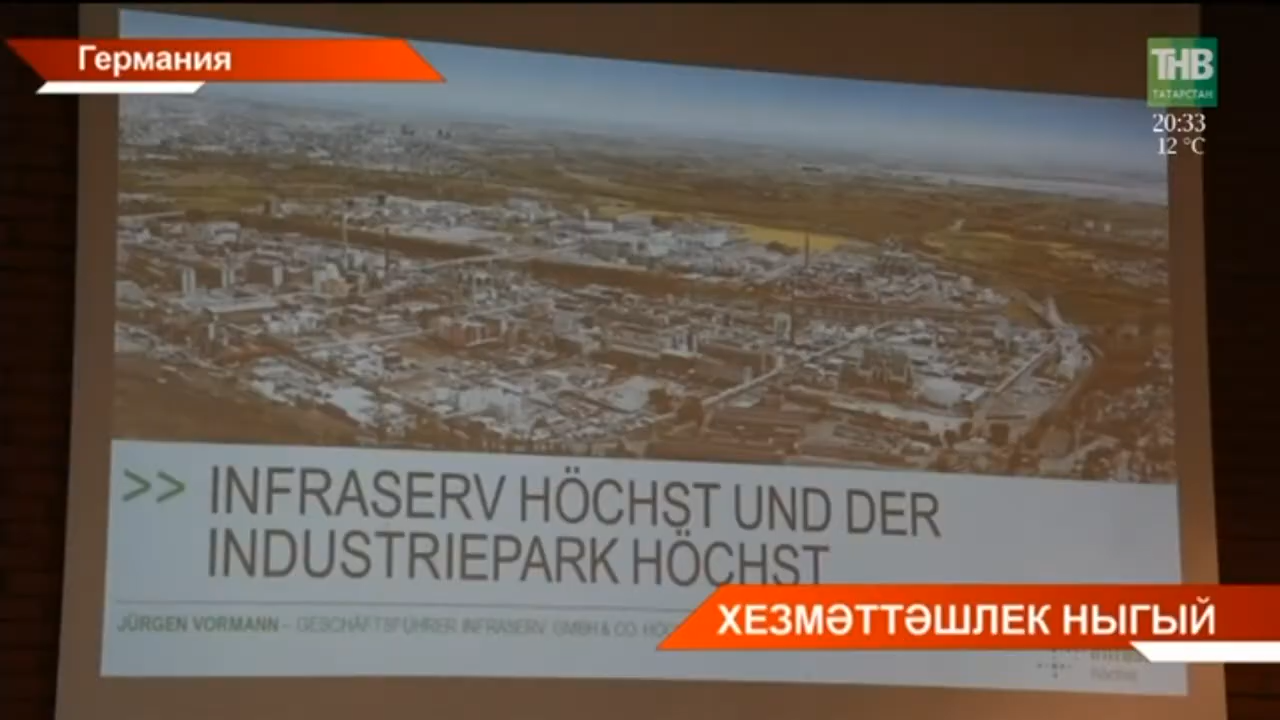 Германия
ТНВ
ТАТАРСТАН
20:33
12 °C
>> INFRASERV HÖCHST UND DER
INDUSTRIEPARK HÖCHST
JÜRGEN VORMANN – GESCHÄFTSFÜHRER INFRASERV GMBH & CO.
ХЕЗМӘТТӘШЛЕК НЫГЫЙ